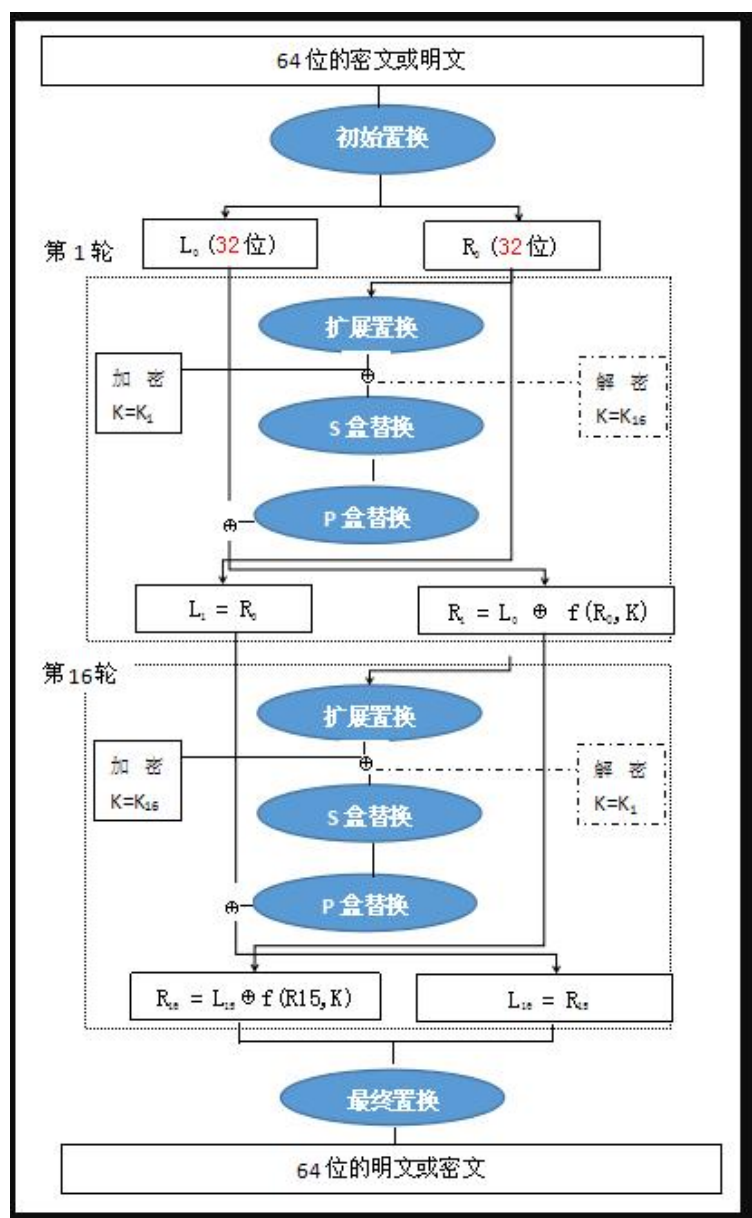 64位的密文或明文
初始置换
第1轮
L₀ (32位)
R₀ (32位)
扩展置换
加 密
K=K₁
解 密
K=K₁₆
S盒替换
P盒替换
L₁ = R₀
R₁ = L₀ ⊕ f(R₀,K)
第16轮
扩展置换
加 密
K=K₁₆
解 密
K=K₁
S盒替换
P盒替换
R₁₆ = L₁₅ ⊕ f(R15,K)
L₁₆ = R₁₅
最终置换
64位的明文或密文